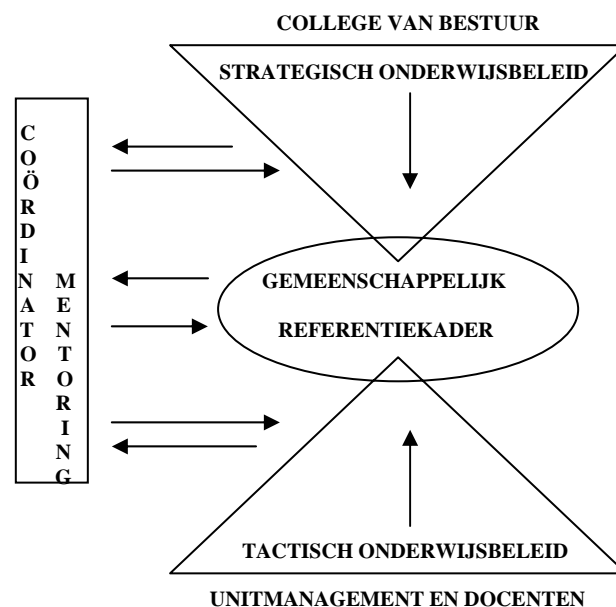 COLLEGE VAN BESTUUR
STRATEGISCH ONDERWIJSBELEID
COÖRDINATOR
MENTORING
GEMEENSCHAPPELIJK
REFERENTIEKADER
TACTISCH ONDERWIJSBELEID
UNITMANAGEMENT EN DOCENTEN